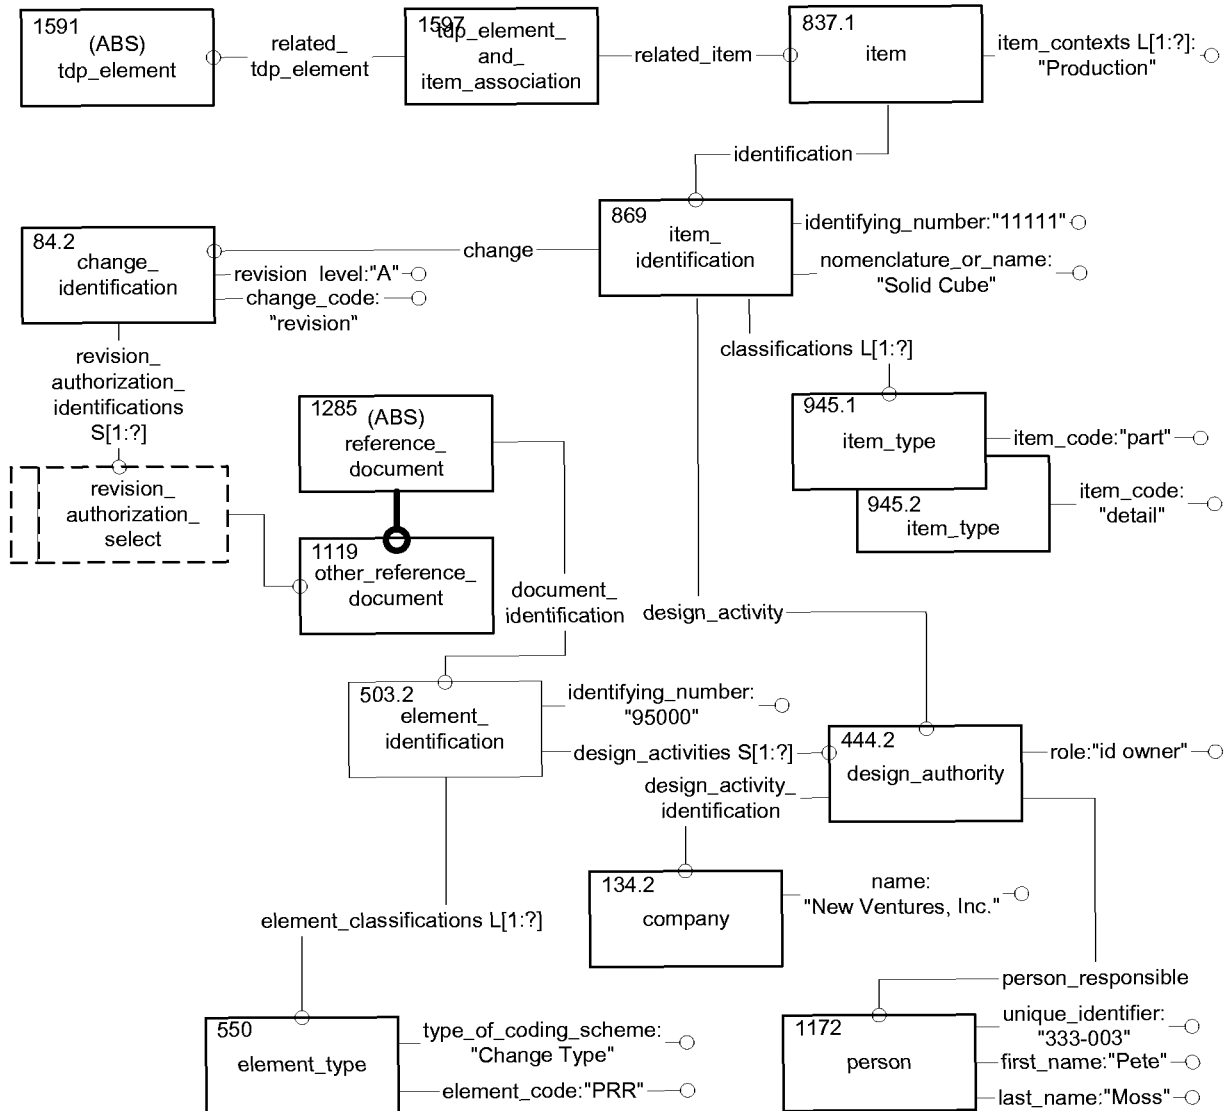 1591
(ABS)
tdp_element
related_
tdp_element
1597
tdp_element_
and_
item_association
related_item
837.1
item
item_contexts L[1:?]:
"Production"
identification
84.2
change_
identification
change
869
item_
identification
identifying_number:"11111"
nomenclature_or_name:
"Solid Cube"
revision_level:"A"
change_code:
"revision"
revision_
authorization_
identifications
S[1:?]
classifications L[1:?]
1285
(ABS)
reference_
document
945.1
item_type
item_code:"part"
945.2
item_type
item_code:
"detail"
revision_
authorization_
select
1119
other_reference_
document
document_
identification
design_activity
503.2
element_
identification
identifying_number:
"95000"
design_activities S[1:?]
444.2
design_authority
role:"id owner"
design_activity_
identification
134.2
company
name:
"New Ventures, Inc."
element_classifications L[1:?]
person_responsible
550
element_type
type_of_coding_scheme:
"Change Type"
element_code:"PRR"
1172
person
unique_identifier:
"333-003"
first_name:"Pete"
last_name:"Moss"